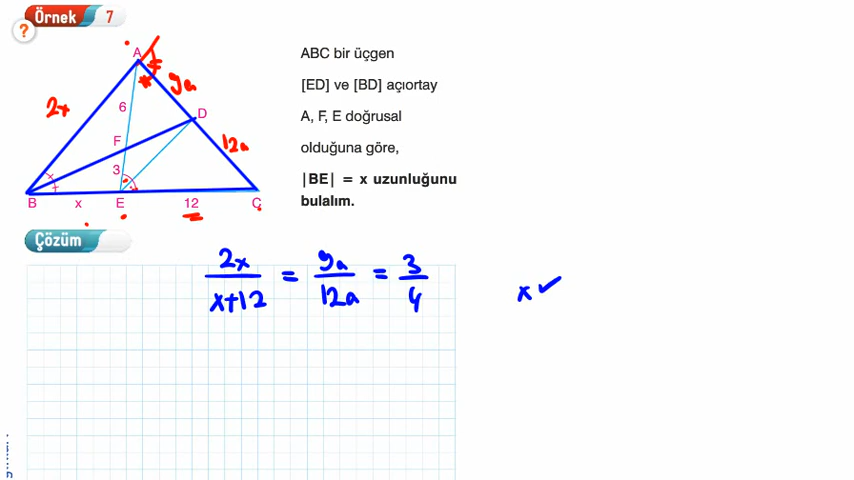 Örnek 7
?
ABC bir üçgen
[ED] ve [BD] açıortay
A, F, E doğrusal
olduğuna göre,
|BE| = x uzunluğunu
bulalım.
A
2x
9a
6
D
F
12a
3
B
x
E
12
C
Çözüm
2x/x+12 = 9a/12a = 3/4
x ✓